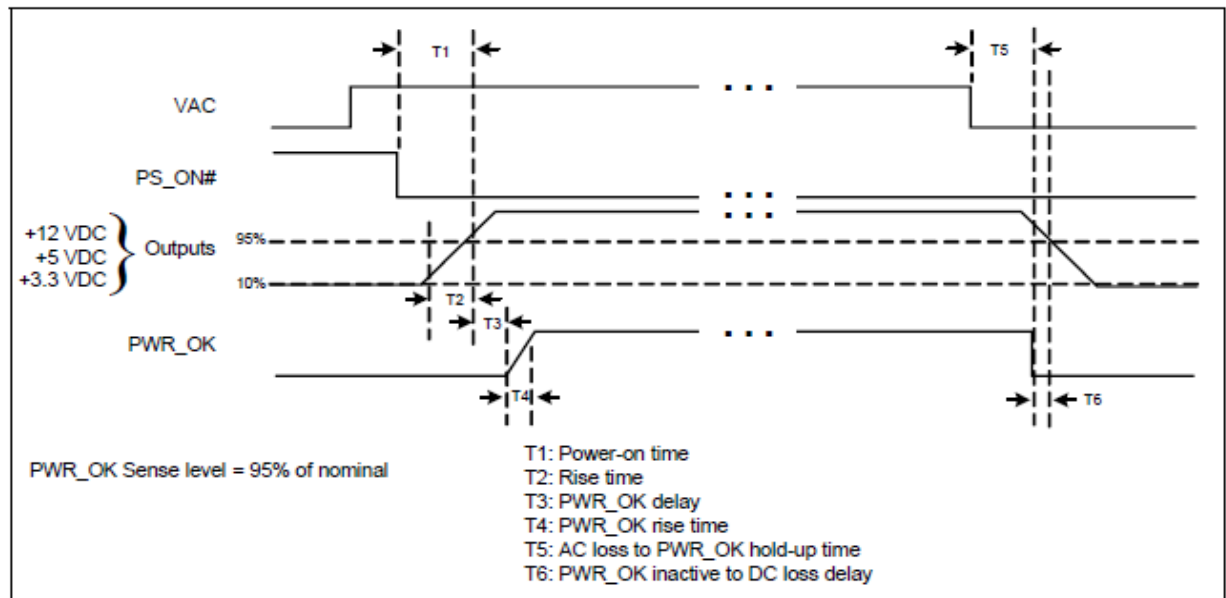 T1
T5
VAC
. . .
PS_ON#
. . .
. . .
+12 VDC
+5 VDC
+3.3 VDC
} Outputs
95%
10%
T2
T3
PWR_OK
. . .
T4
T6
PWR_OK Sense level = 95% of nominal
T1: Power-on time
T2: Rise time
T3: PWR_OK delay
T4: PWR_OK rise time
T5: AC loss to PWR_OK hold-up time
T6: PWR_OK inactive to DC loss delay